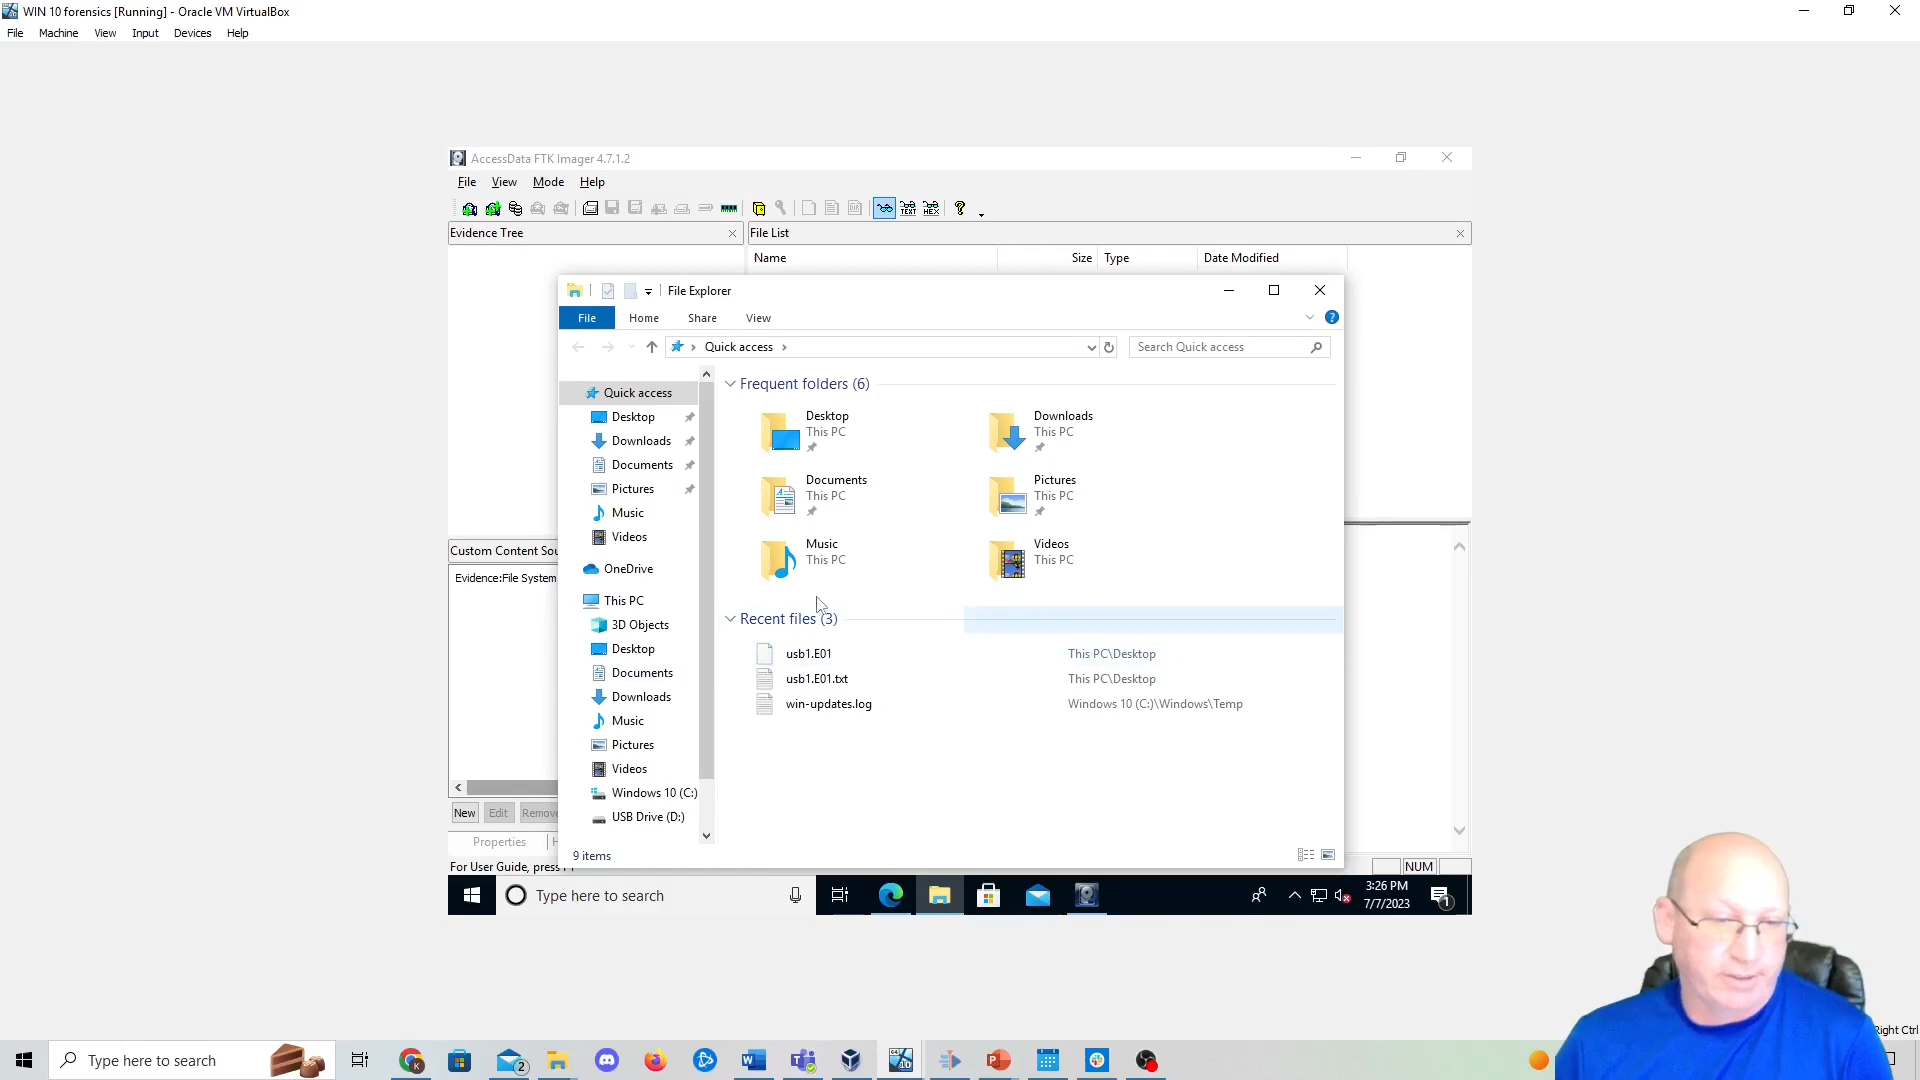 WIN 10 forensics [Running] - Oracle VM VirtualBox
File Machine View Input Devices Help
AccessData FTK Imager 4.7.1.2
File View Mode Help
TEXT HEX
Evidence Tree
File List
Name Size Type Date Modified
File Explorer
File Home Share View
Quick access
Search Quick access
Quick access
Desktop
Downloads
Documents
Pictures
Music
Videos
OneDrive
This PC
3D Objects
Desktop
Documents
Downloads
Music
Pictures
Videos
Windows 10 (C:)
USB Drive (D:)
Frequent folders (6)
Desktop
This PC
Downloads
This PC
Documents
This PC
Pictures
This PC
Music
This PC
Videos
This PC
Recent files (3)
usb1.E01 This PC\Desktop
usb1.E01.txt This PC\Desktop
win-updates.log Windows 10 (C:)\Windows\Temp
9 items
Custom Content Sou
Evidence:File System
New Edit Remove
Properties
For User Guide, press
NUM
Type here to search
3:26 PM
7/7/2023
1
Right Ctrl
Type here to search
K
2